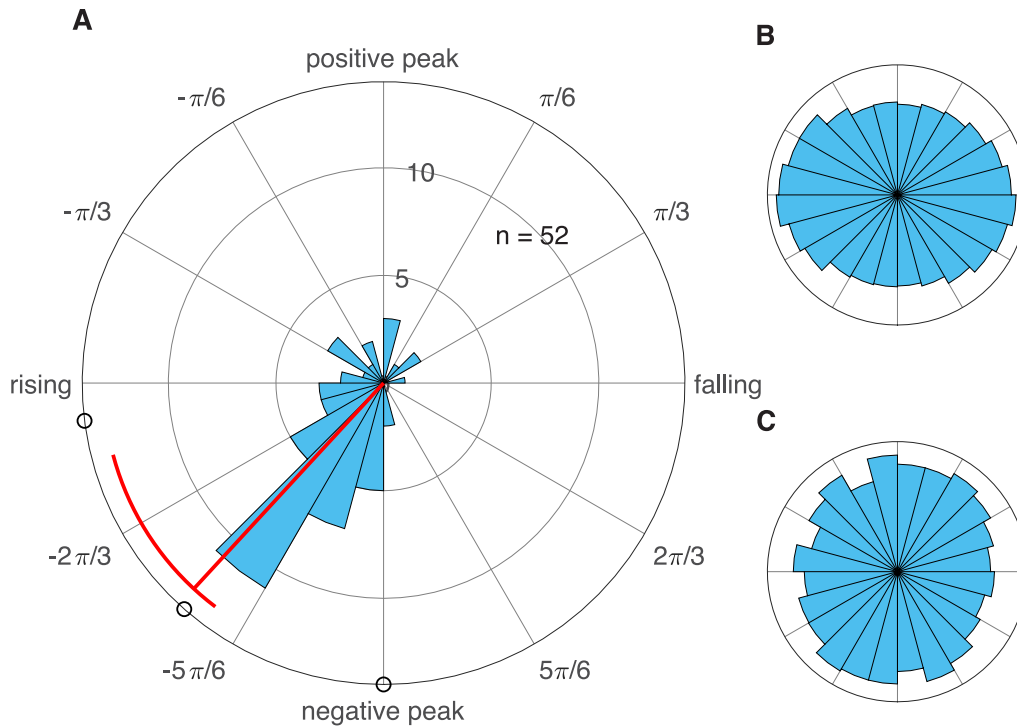 A
positive peak
-π/6
π/6
B
10
-π/3
π/3
n = 52
5
rising
falling
C
-2π/3
2π/3
-5π/6
5π/6
negative peak